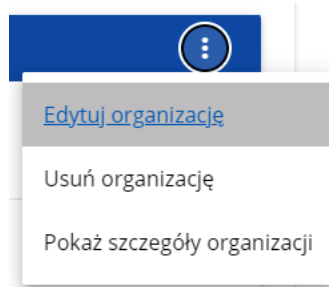 Edytuj organizację
Usuń organizację
Pokaż szczegóły organizacji